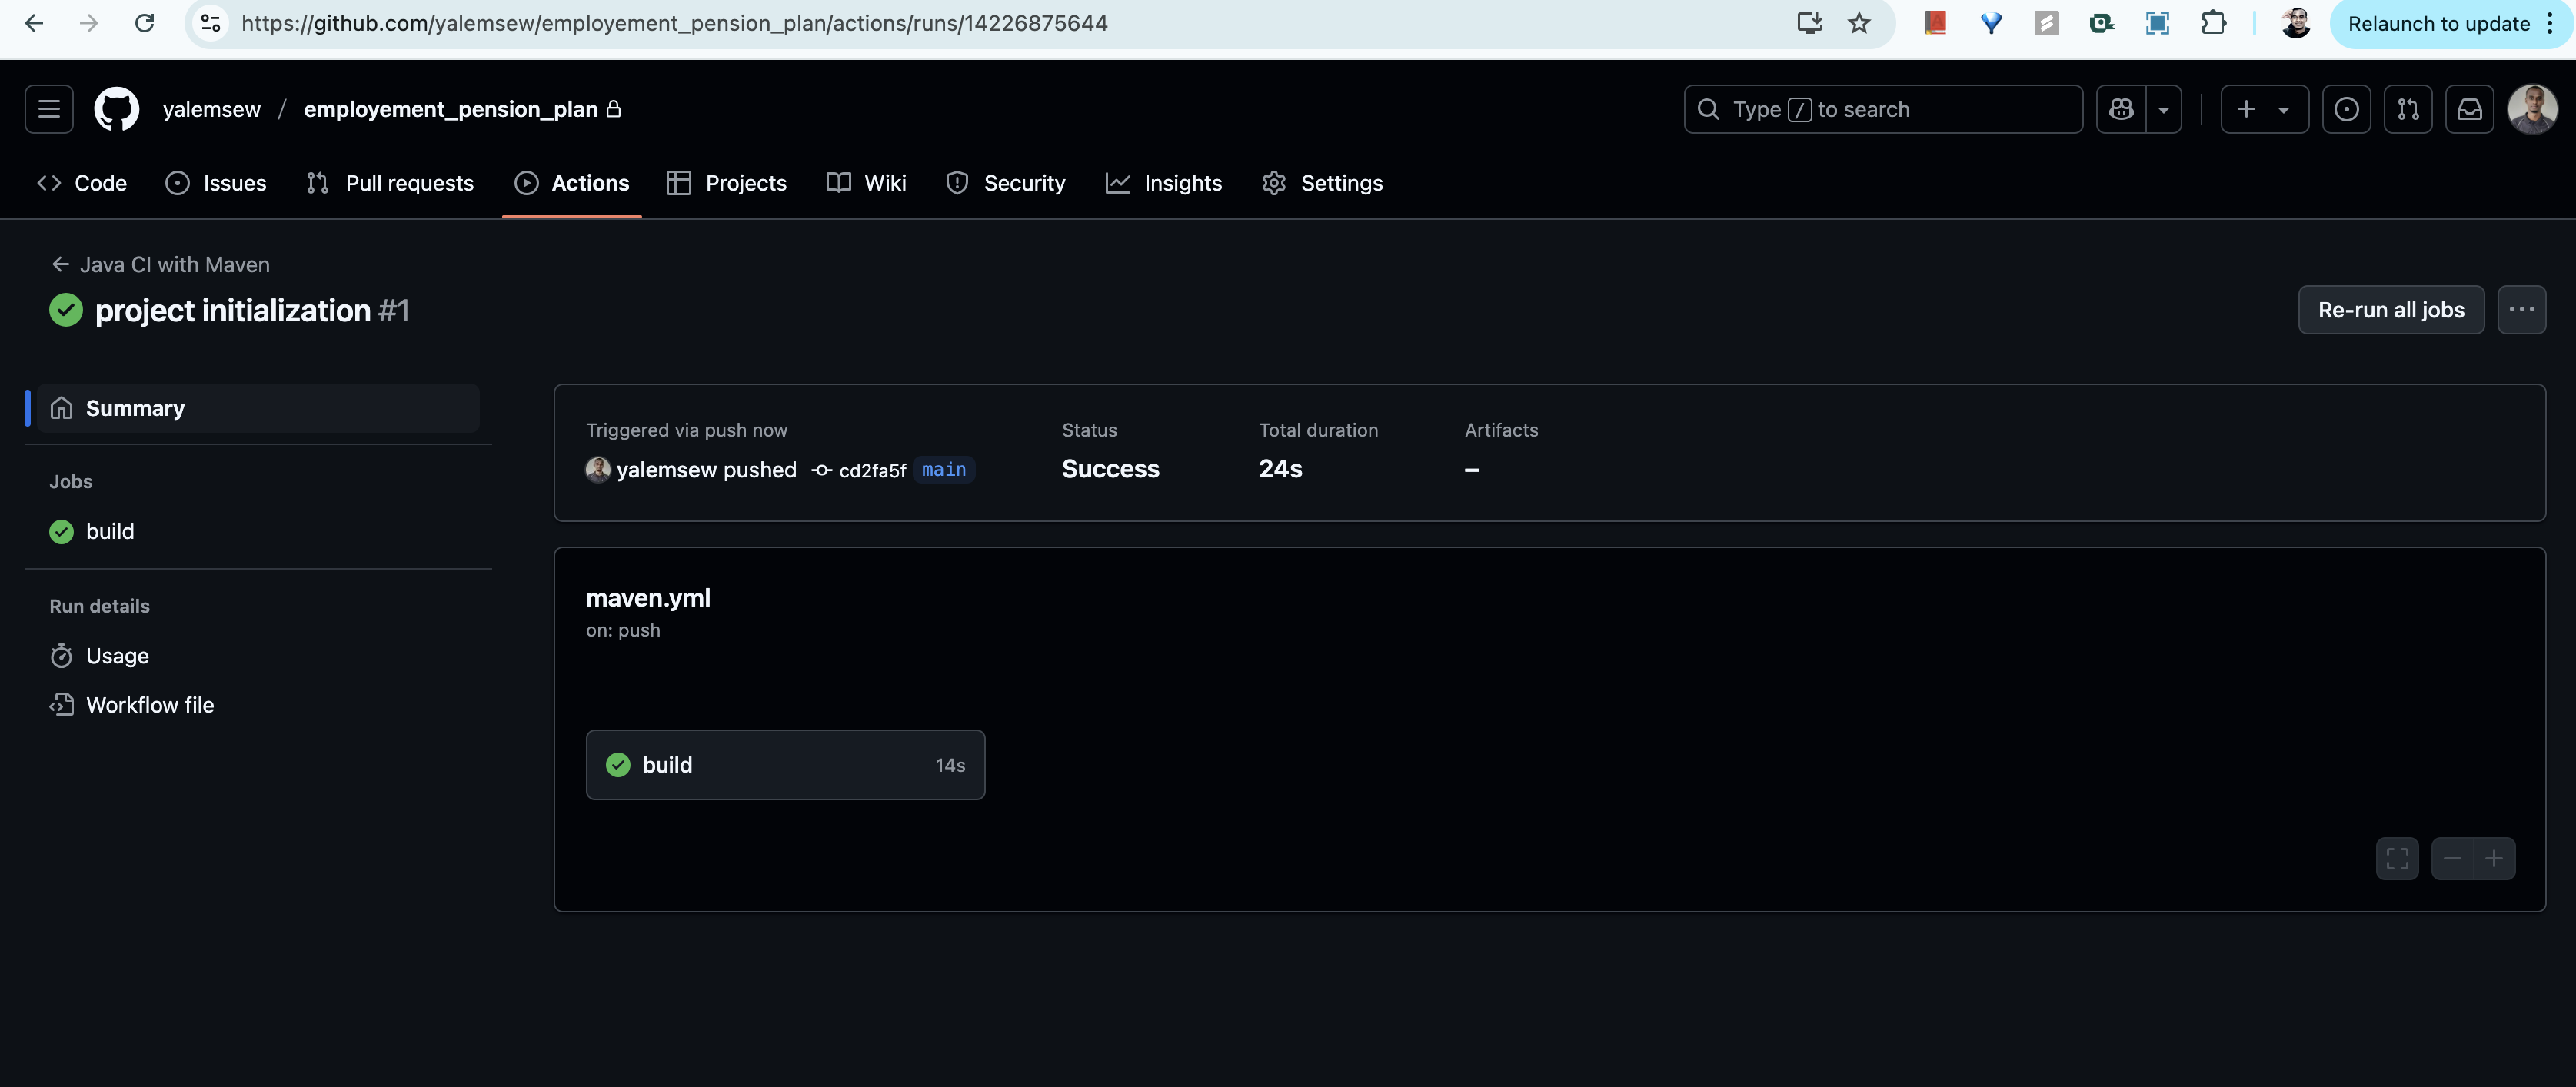 https://github.com/yalemsew/employement_pension_plan/actions/runs/14226875644
Relaunch to update
yalemsew / employement_pension_plan
Type / to search
Code Issues Pull requests Actions Projects Wiki Security Insights Settings
Java CI with Maven
project initialization #1
Re-run all jobs
Summary
Jobs
build
Run details
Usage
Workflow file
Triggered via push now
yalemsew pushed cd2fa5f main
Status
Success
Total duration
24s
Artifacts
–
maven.yml
on: push
build 14s